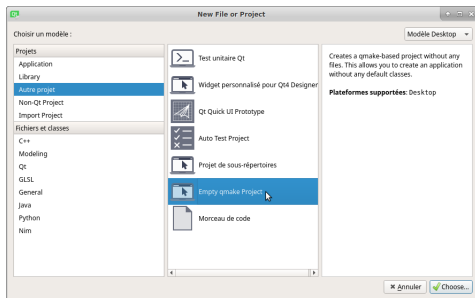 New File or Project
Choisir un modèle :
Modèle Desktop
Projets
Application
Library
Autre projet
Non-Qt Project
Import Project
Fichiers et classes
C++
Modeling
Qt
GLSL
General
Java
Python
Nim
Test unitaire Qt
Widget personnalisé pour Qt4 Designer
Qt Quick UI Prototype
Auto Test Project
Projet de sous-répertoires
Empty qmake Project
Morceau de code
Creates a qmake-based project without any
files. This allows you to create an application
without any default classes.
Plateformes supportées: Desktop
Annuler
Choose...